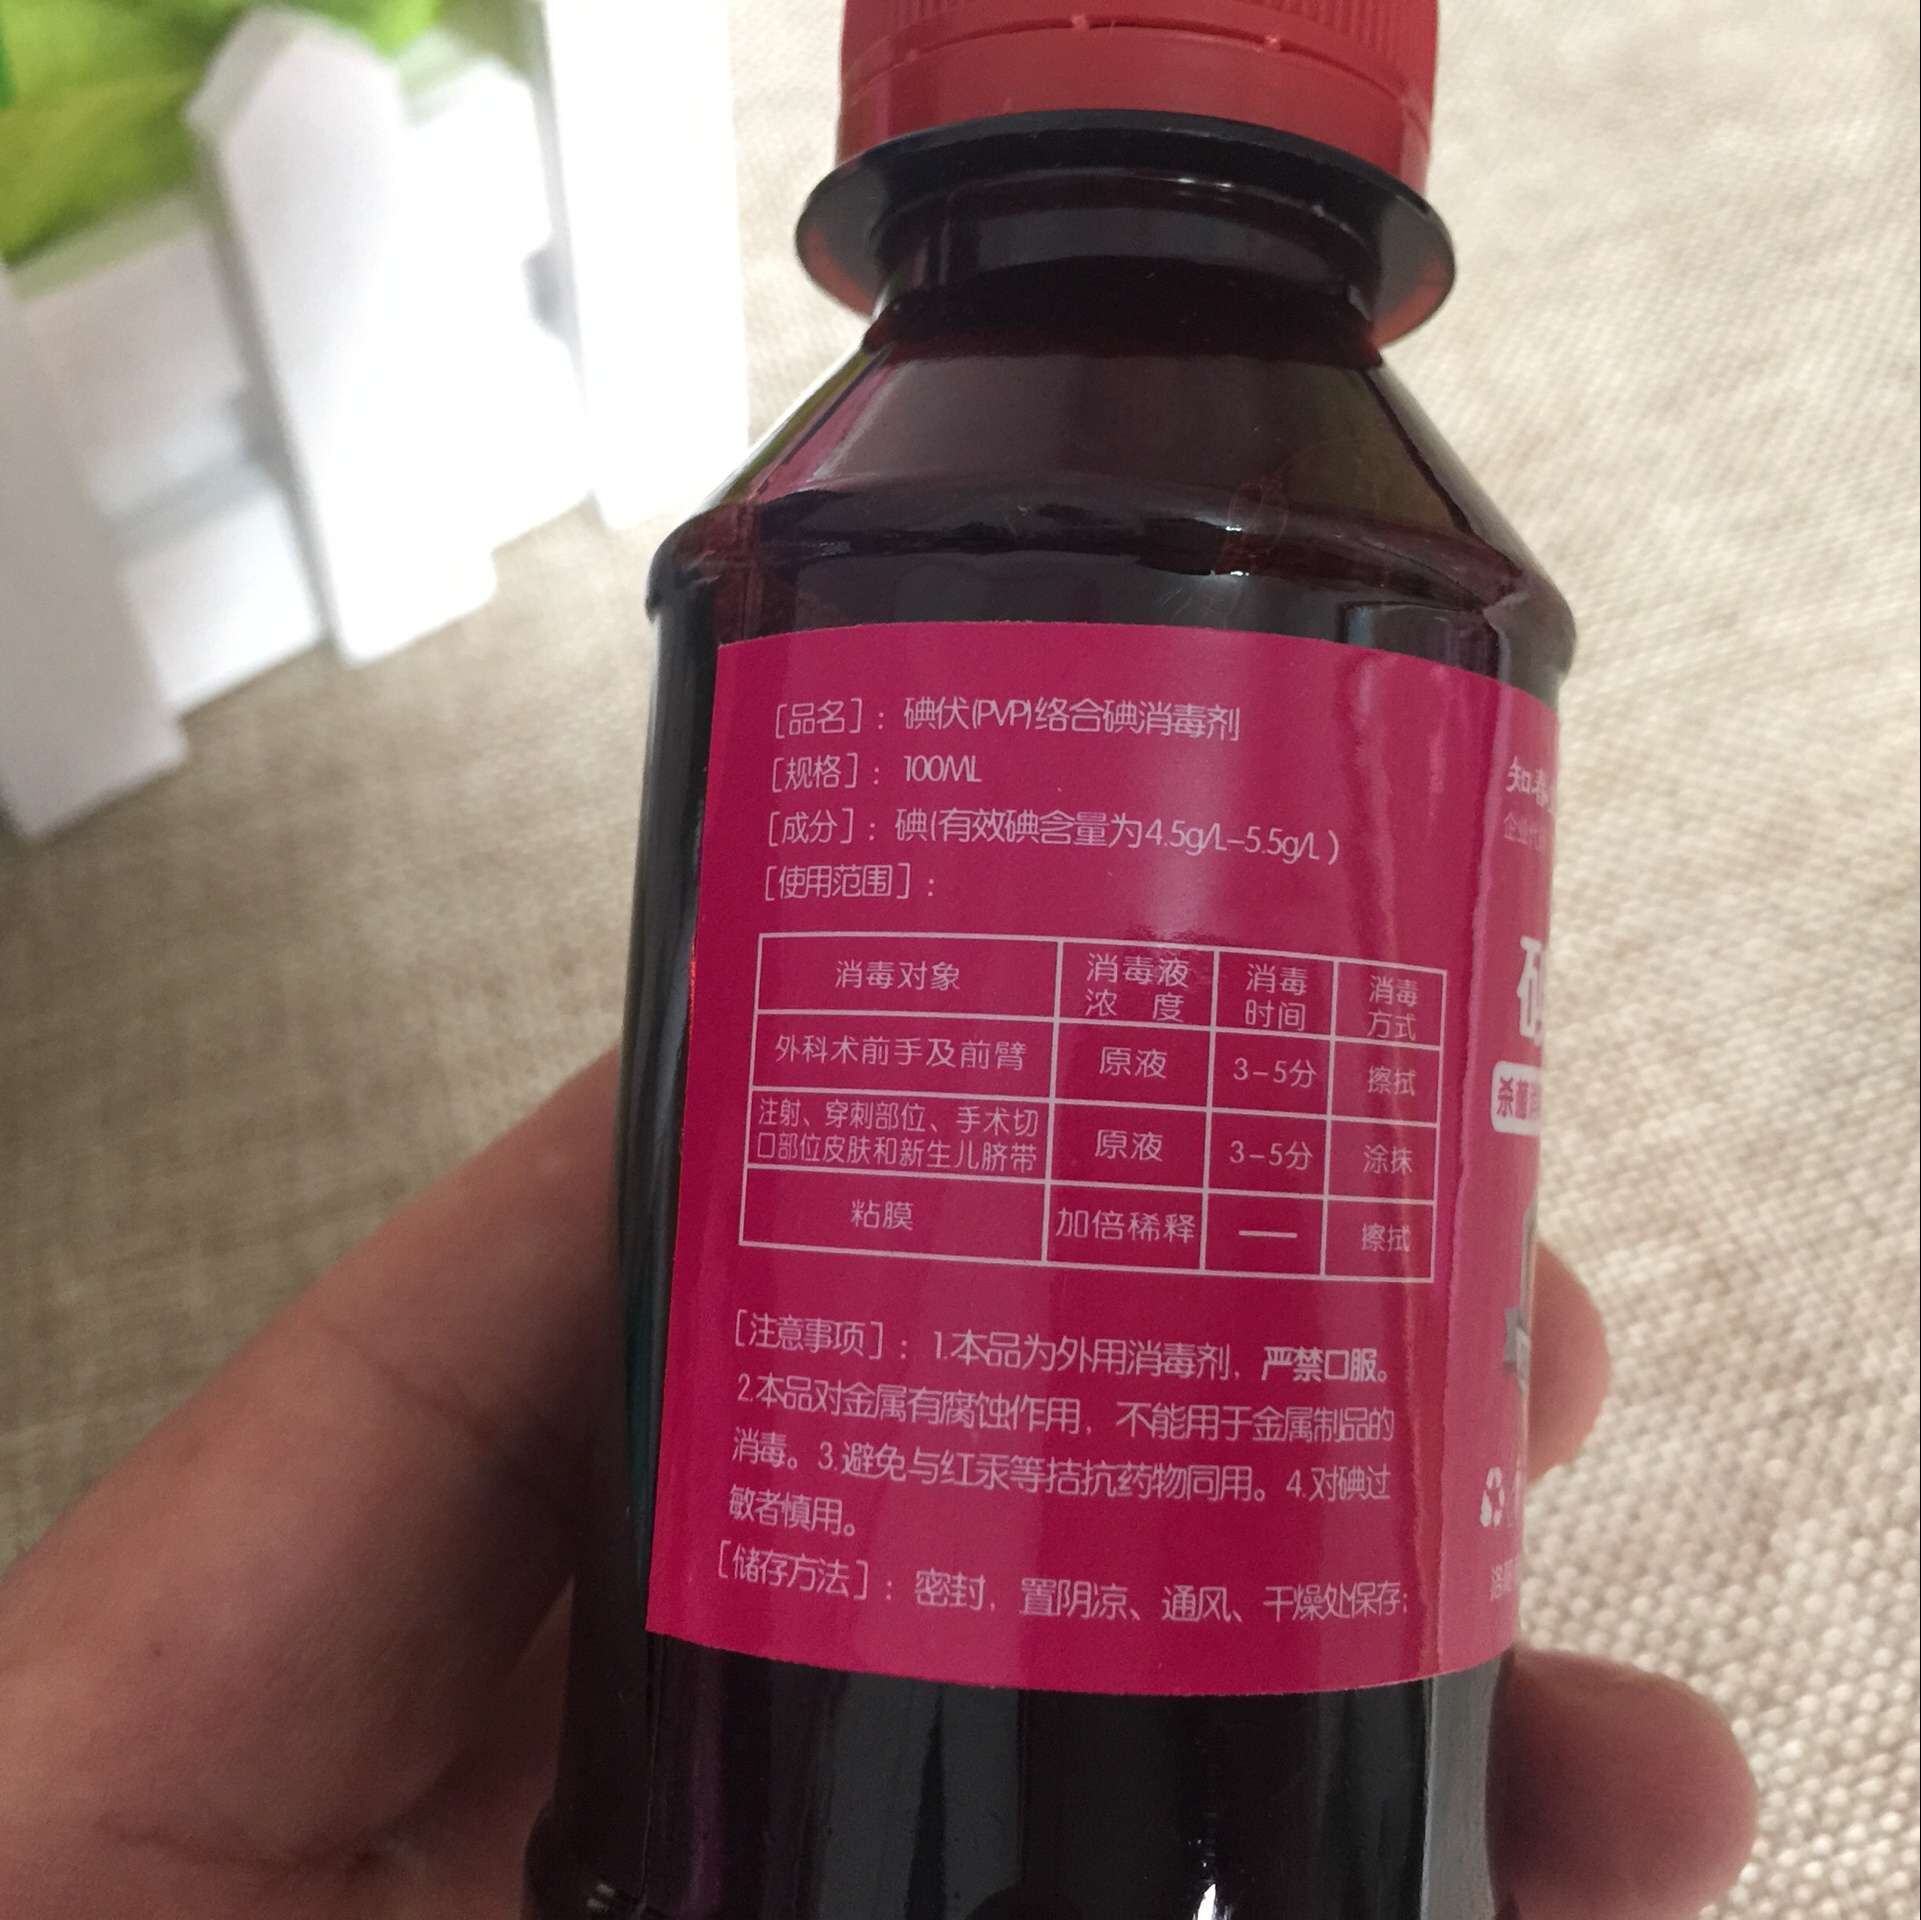 [品名]：碘伏(PVP)络合碘消毒剂
[规格]：100ML
[成分]：碘(有效碘含量为4.5g/L-5.5g/L)
[使用范围]：
消毒对象 消毒液浓 度 消毒时间 消毒方式
外科术前手及前臂 原液 3-5分 擦拭
注射、穿刺部位、手术切口部位皮肤和新生儿脐带 原液 3-5分 涂抹
粘膜 加倍稀释 — 擦拭
[注意事项]：1.本品为外用消毒剂，严禁口服。
2.本品对金属有腐蚀作用，不能用于金属制品的
消毒。3.避免与红汞等拮抗药物同用。4.对碘过
敏者慎用。
[储存方法]：密封，置阴凉、通风、干燥处保存;
知春
杀菌